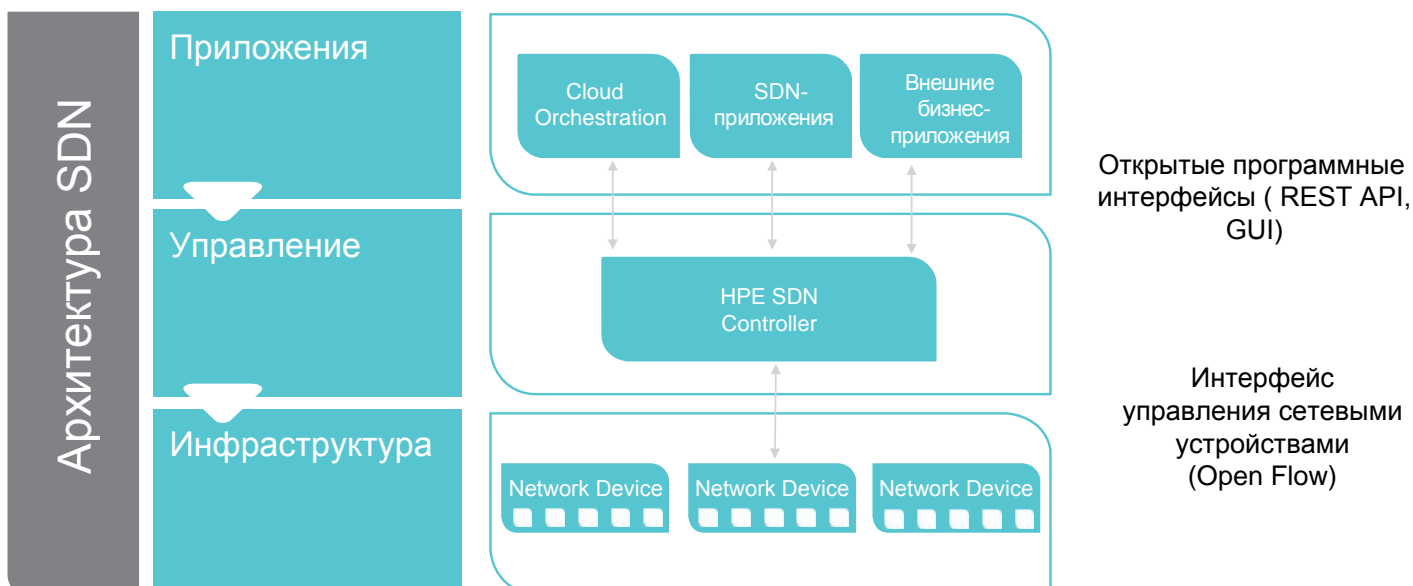 Архитектура SDN
Приложения
Cloud
Orchestration
SDN-
приложения
Внешние
бизнес-
приложения
Открытые программные
интерфейсы ( REST API,
GUI)
Управление
HPE SDN
Controller
Интерфейс
управления сетевыми
устройствами
(Open Flow)
Инфраструктура
Network Device
Network Device
Network Device